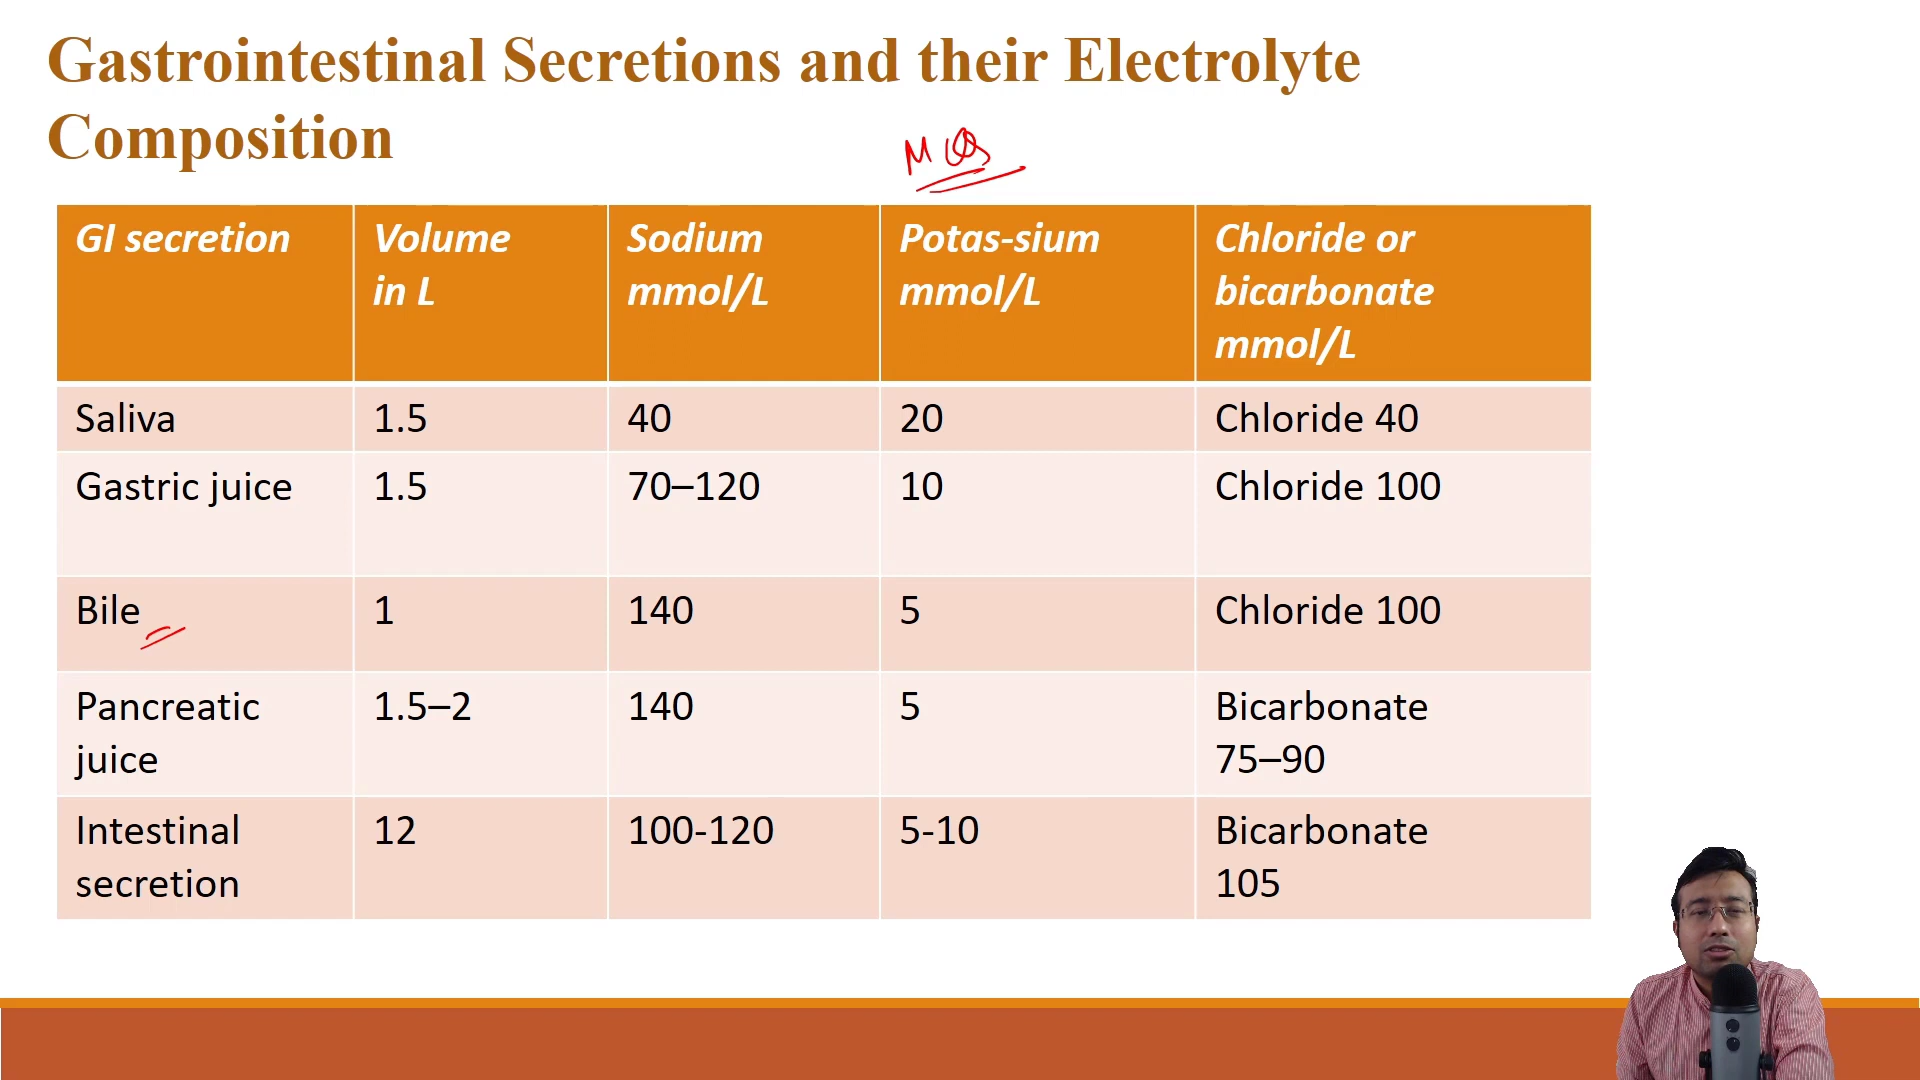 Gastrointestinal Secretions and their Electrolyte
Composition
MCQs
GI secretion Volume in L Sodium mmol/L Potas-sium mmol/L Chloride or bicarbonate mmol/L
Saliva 1.5 40 20 Chloride 40
Gastric juice 1.5 70–120 10 Chloride 100
Bile 1 140 5 Chloride 100
Pancreatic juice 1.5–2 140 5 Bicarbonate 75–90
Intestinal secretion 12 100-120 5-10 Bicarbonate 105